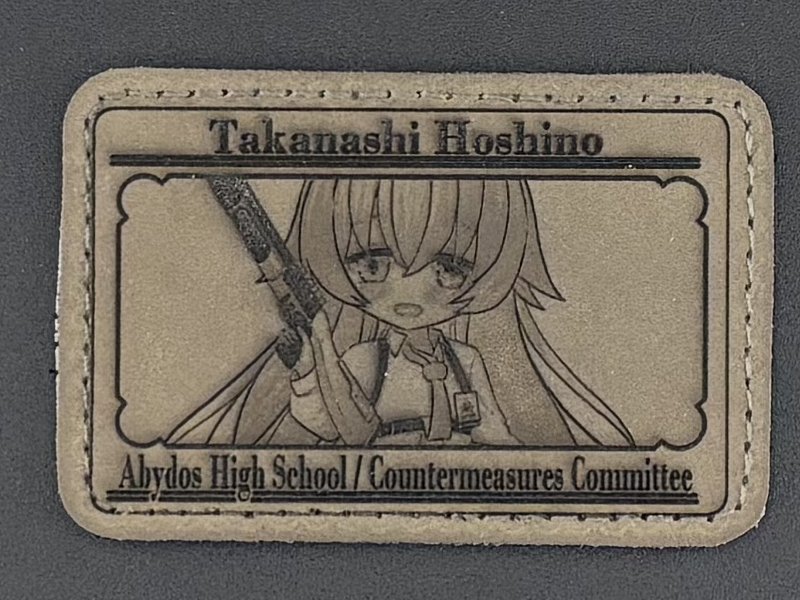 Takanashi Hoshino
Abydos High School / Countermeasures Committee